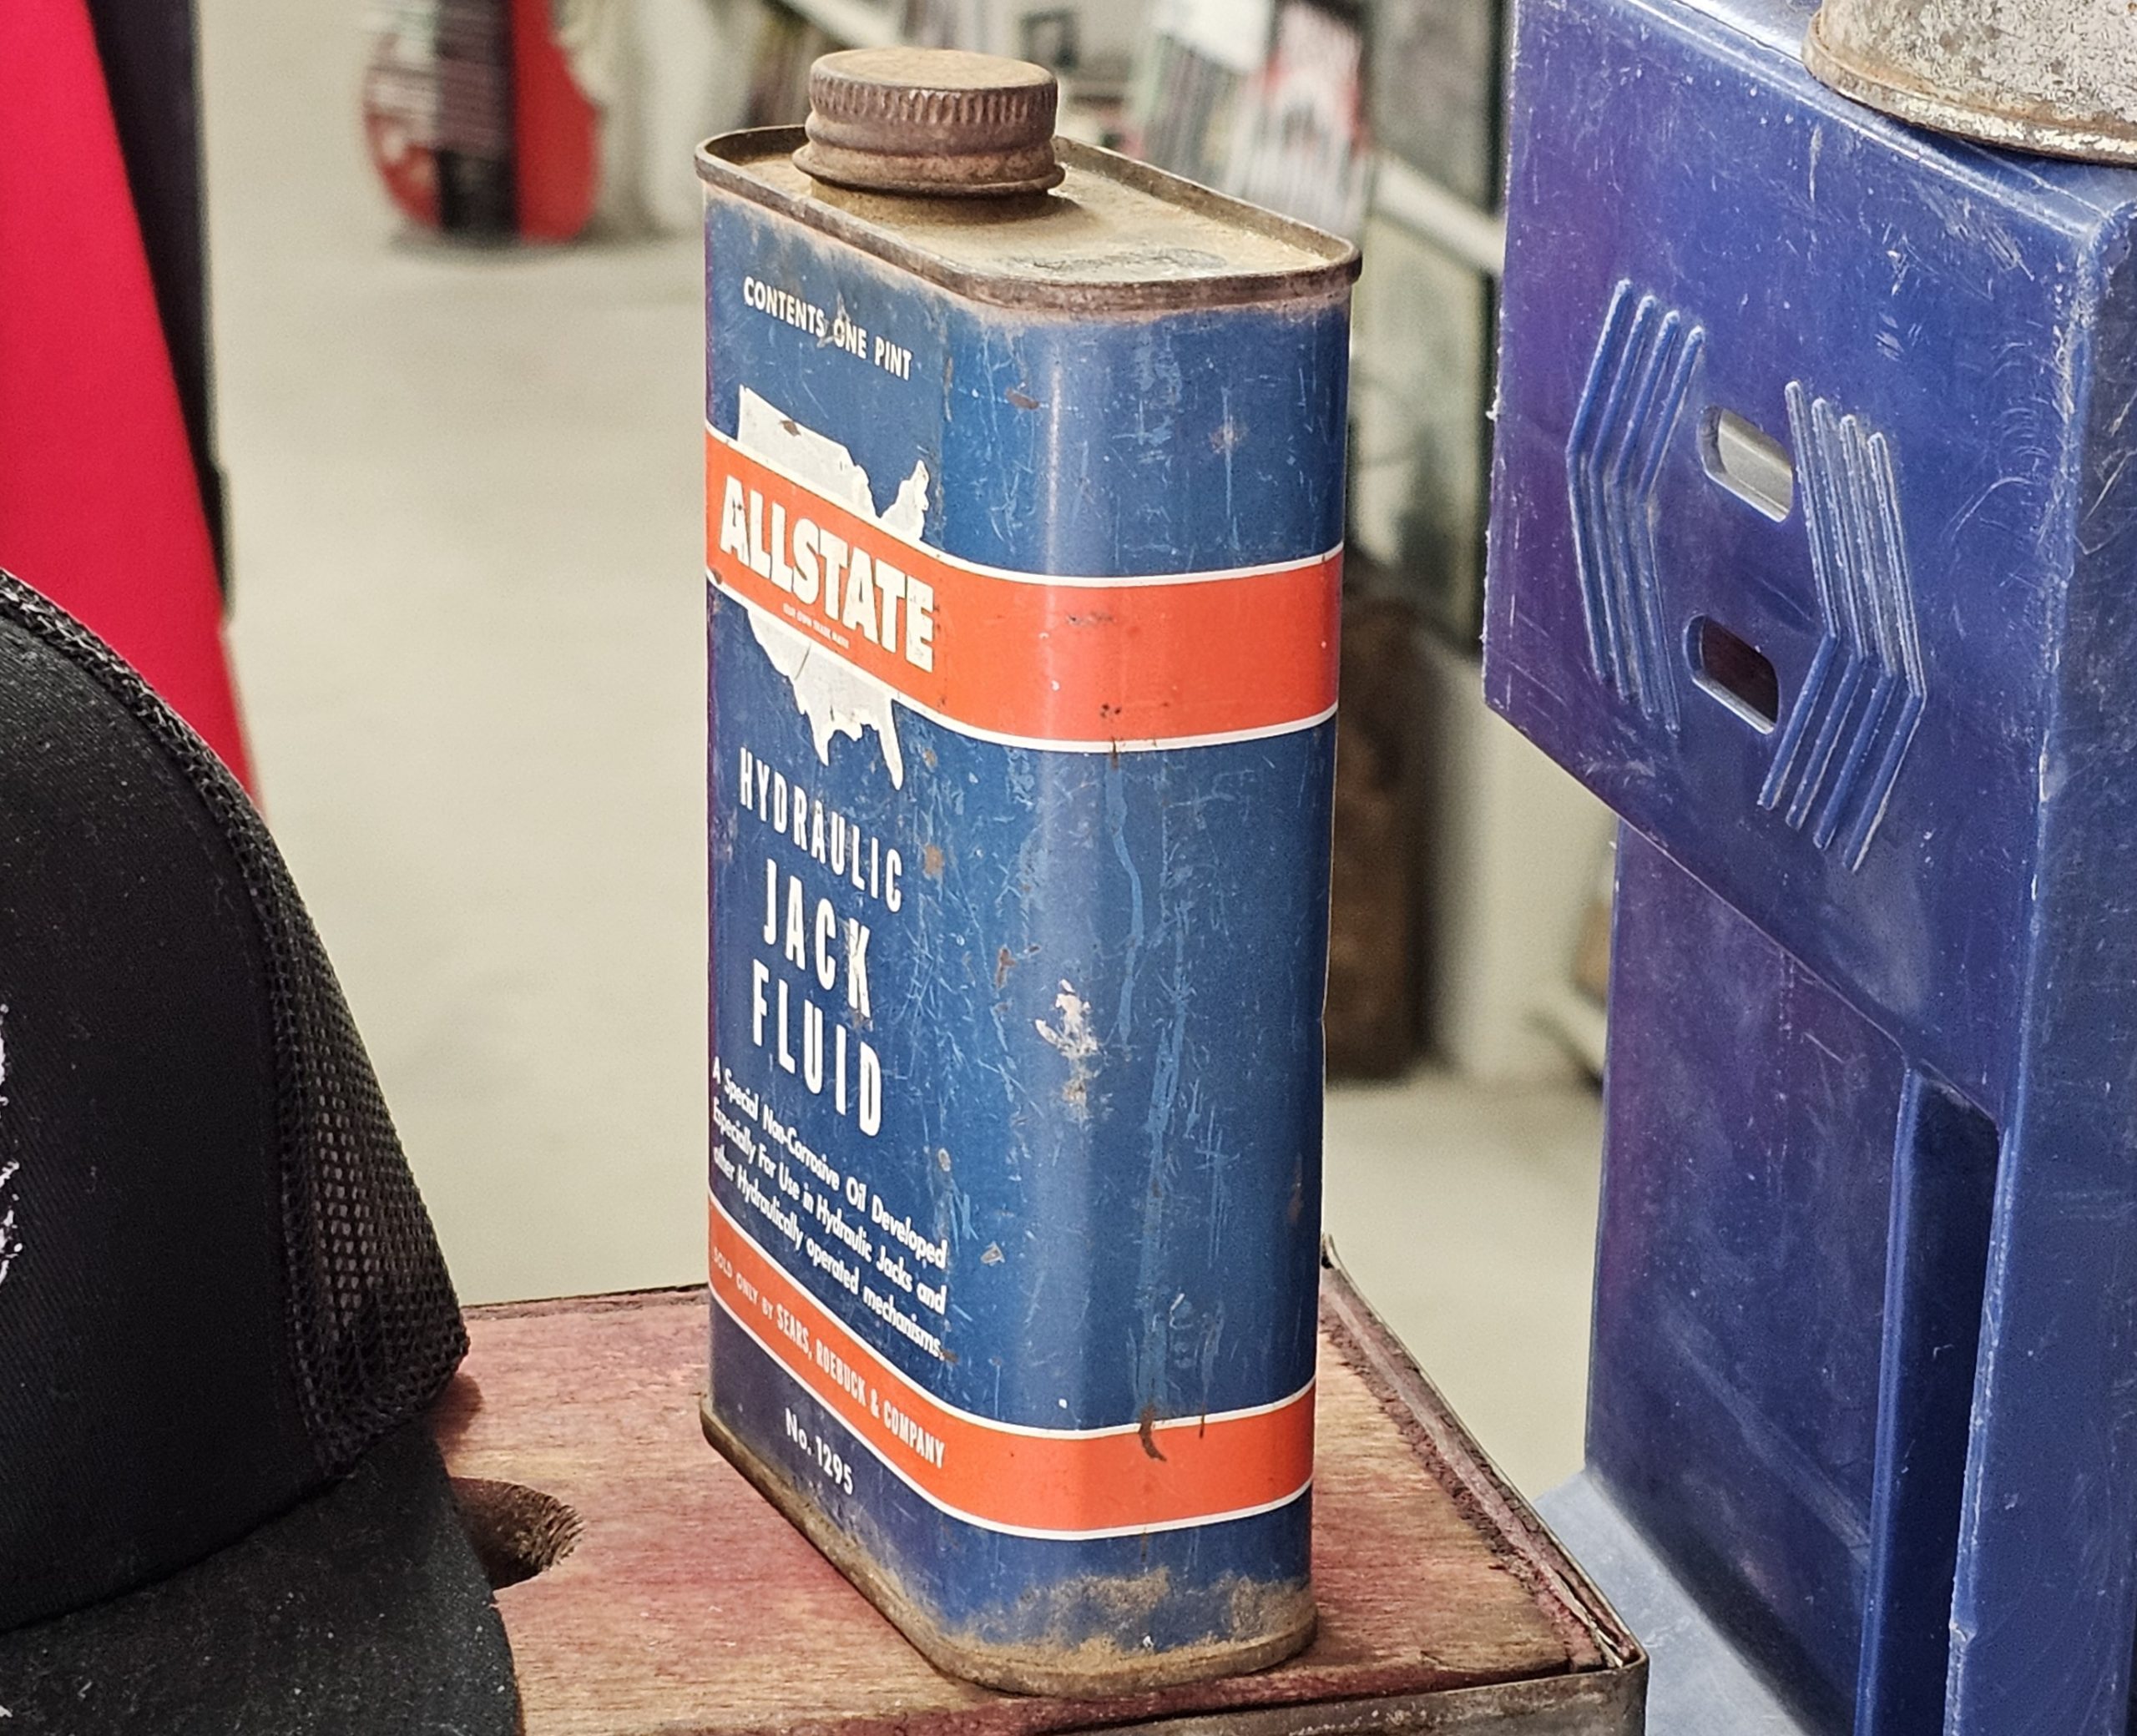 CONTENTS ONE PINT
ALLSTATE
HYDRAULIC
JACK
FLUID
A Special Non-Corrosive Oil Developed
Especially For Use in Hydraulic Jacks and
other Hydraulically operated mechanisms.
SOLD ONLY BY SEARS, ROEBUCK & COMPANY
No. 1295